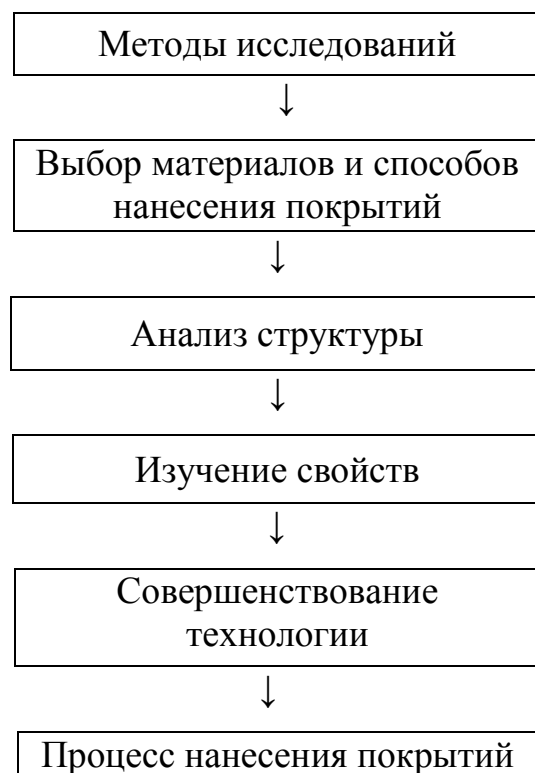 Методы исследований
↓
Выбор материалов и способов
нанесения покрытий
↓
Анализ структуры
↓
Изучение свойств
↓
Совершенствование
технологии
↓
Процесс нанесения покрытий